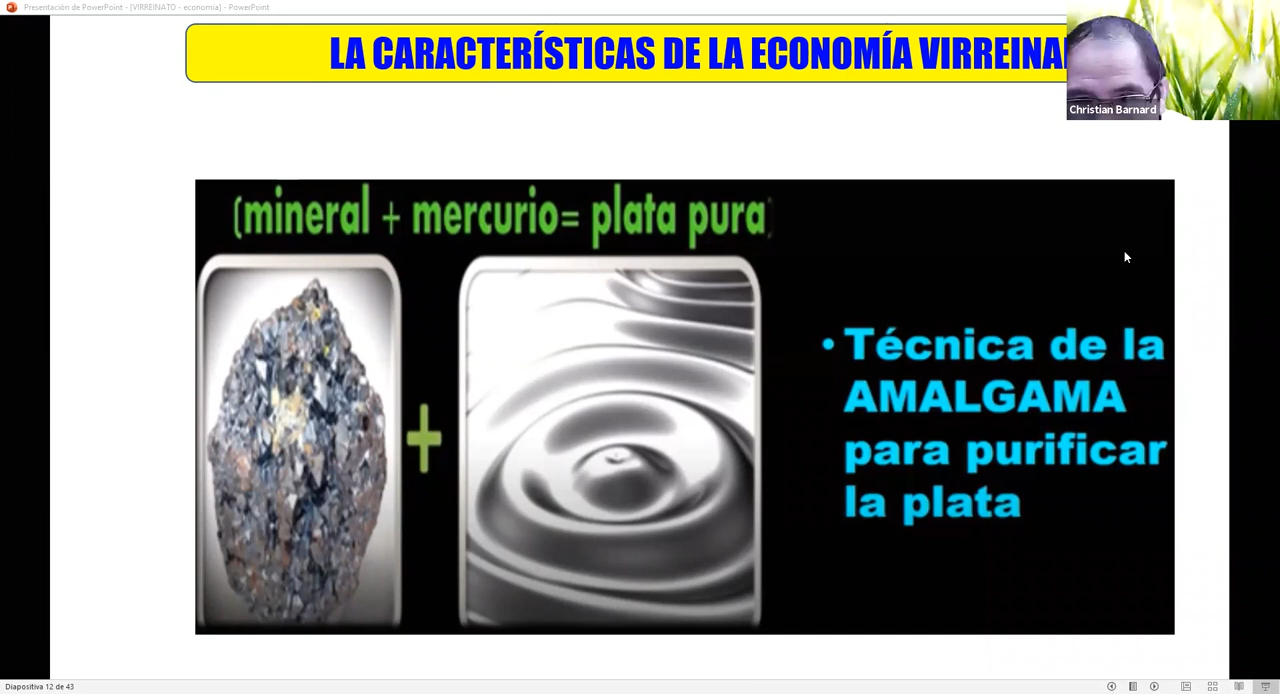 Presentación de PowerPoint - [VIRREINATO - economía] - PowerPoint
LA CARACTERÍSTICAS DE LA ECONOMÍA VIRREINA
Christian Barnard
(mineral + mercurio= plata pura)
+
• Técnica de la
AMALGAMA
para purificar
la plata
Diapositiva 12 de 43